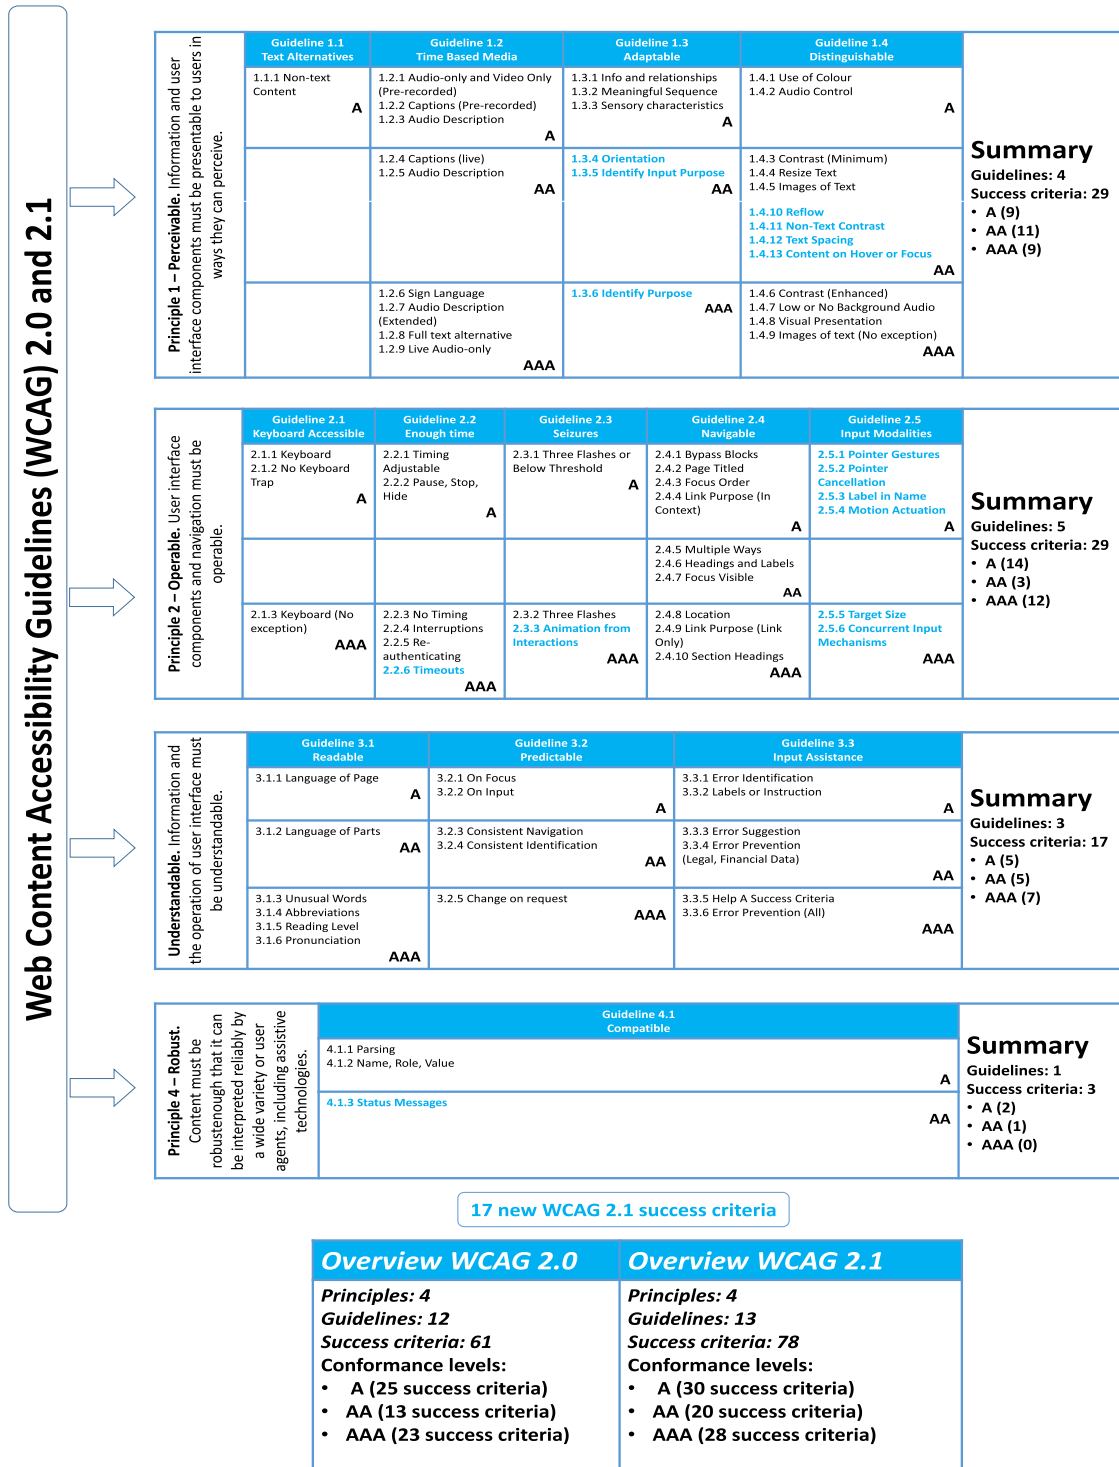 Web Content Accessibility Guidelines (WCAG) 2.0 and 2.1
Principle 1 – Perceivable. Information and user
interface components must be presentable to users in
ways they can perceive.
Guideline 1.1
Text Alternatives
Guideline 1.2
Time Based Media
Guideline 1.3
Adaptable
Guideline 1.4
Distinguishable
1.1.1 Non-text
Content
A
1.2.1 Audio-only and Video Only
(Pre-recorded)
1.2.2 Captions (Pre-recorded)
1.2.3 Audio Description
A
1.3.1 Info and relationships
1.3.2 Meaningful Sequence
1.3.3 Sensory characteristics
A
1.4.1 Use of Colour
1.4.2 Audio Control
A
1.2.4 Captions (live)
1.2.5 Audio Description
AA
1.3.4 Orientation
1.3.5 Identify Input Purpose
AA
1.4.3 Contrast (Minimum)
1.4.4 Resize Text
1.4.5 Images of Text
1.4.10 Reflow
1.4.11 Non-Text Contrast
1.4.12 Text Spacing
1.4.13 Content on Hover or Focus
AA
1.2.6 Sign Language
1.2.7 Audio Description
(Extended)
1.2.8 Full text alternative
1.2.9 Live Audio-only
AAA
1.3.6 Identify Purpose
AAA
1.4.6 Contrast (Enhanced)
1.4.7 Low or No Background Audio
1.4.8 Visual Presentation
1.4.9 Images of text (No exception)
AAA
Summary
Guidelines: 4
Success criteria: 29
• A (9)
• AA (11)
• AAA (9)
Principle 2 – Operable. User interface
components and navigation must be
operable.
Guideline 2.1
Keyboard Accessible
Guideline 2.2
Enough time
Guideline 2.3
Seizures
Guideline 2.4
Navigable
Guideline 2.5
Input Modalities
2.1.1 Keyboard
2.1.2 No Keyboard
Trap
A
2.2.1 Timing
Adjustable
2.2.2 Pause, Stop,
Hide
A
2.3.1 Three Flashes or
Below Threshold
A
2.4.1 Bypass Blocks
2.4.2 Page Titled
2.4.3 Focus Order
2.4.4 Link Purpose (In
Context)
A
2.5.1 Pointer Gestures
2.5.2 Pointer
Cancellation
2.5.3 Label in Name
2.5.4 Motion Actuation
A
2.4.5 Multiple Ways
2.4.6 Headings and Labels
2.4.7 Focus Visible
AA
2.1.3 Keyboard (No
exception)
AAA
2.2.3 No Timing
2.2.4 Interruptions
2.2.5 Re-
authenticating
2.2.6 Timeouts
AAA
2.3.2 Three Flashes
2.3.3 Animation from
Interactions
AAA
2.4.8 Location
2.4.9 Link Purpose (Link
Only)
2.4.10 Section Headings
AAA
2.5.5 Target Size
2.5.6 Concurrent Input
Mechanisms
AAA
Summary
Guidelines: 5
Success criteria: 29
• A (14)
• AA (3)
• AAA (12)
Understandable. Information and
the operation of user interface must
be understandable.
Guideline 3.1
Readable
Guideline 3.2
Predictable
Guideline 3.3
Input Assistance
3.1.1 Language of Page
A
3.2.1 On Focus
3.2.2 On Input
A
3.3.1 Error Identification
3.3.2 Labels or Instruction
A
3.1.2 Language of Parts
AA
3.2.3 Consistent Navigation
3.2.4 Consistent Identification
AA
3.3.3 Error Suggestion
3.3.4 Error Prevention
(Legal, Financial Data)
AA
3.1.3 Unusual Words
3.1.4 Abbreviations
3.1.5 Reading Level
3.1.6 Pronunciation
AAA
3.2.5 Change on request
AAA
3.3.5 Help A Success Criteria
3.3.6 Error Prevention (All)
AAA
Summary
Guidelines: 3
Success criteria: 17
• A (5)
• AA (5)
• AAA (7)
Principle 4 – Robust.
Content must be
robustenough that it can
be interpreted reliably by
a wide variety or user
agents, including assistive
technologies.
Guideline 4.1
Compatible
4.1.1 Parsing
4.1.2 Name, Role, Value
A
4.1.3 Status Messages
AA
Summary
Guidelines: 1
Success criteria: 3
• A (2)
• AA (1)
• AAA (0)
17 new WCAG 2.1 success criteria
Overview WCAG 2.0
Principles: 4
Guidelines: 12
Success criteria: 61
Conformance levels:
• A (25 success criteria)
• AA (13 success criteria)
• AAA (23 success criteria)
Overview WCAG 2.1
Principles: 4
Guidelines: 13
Success criteria: 78
Conformance levels:
• A (30 success criteria)
• AA (20 success criteria)
• AAA (28 success criteria)